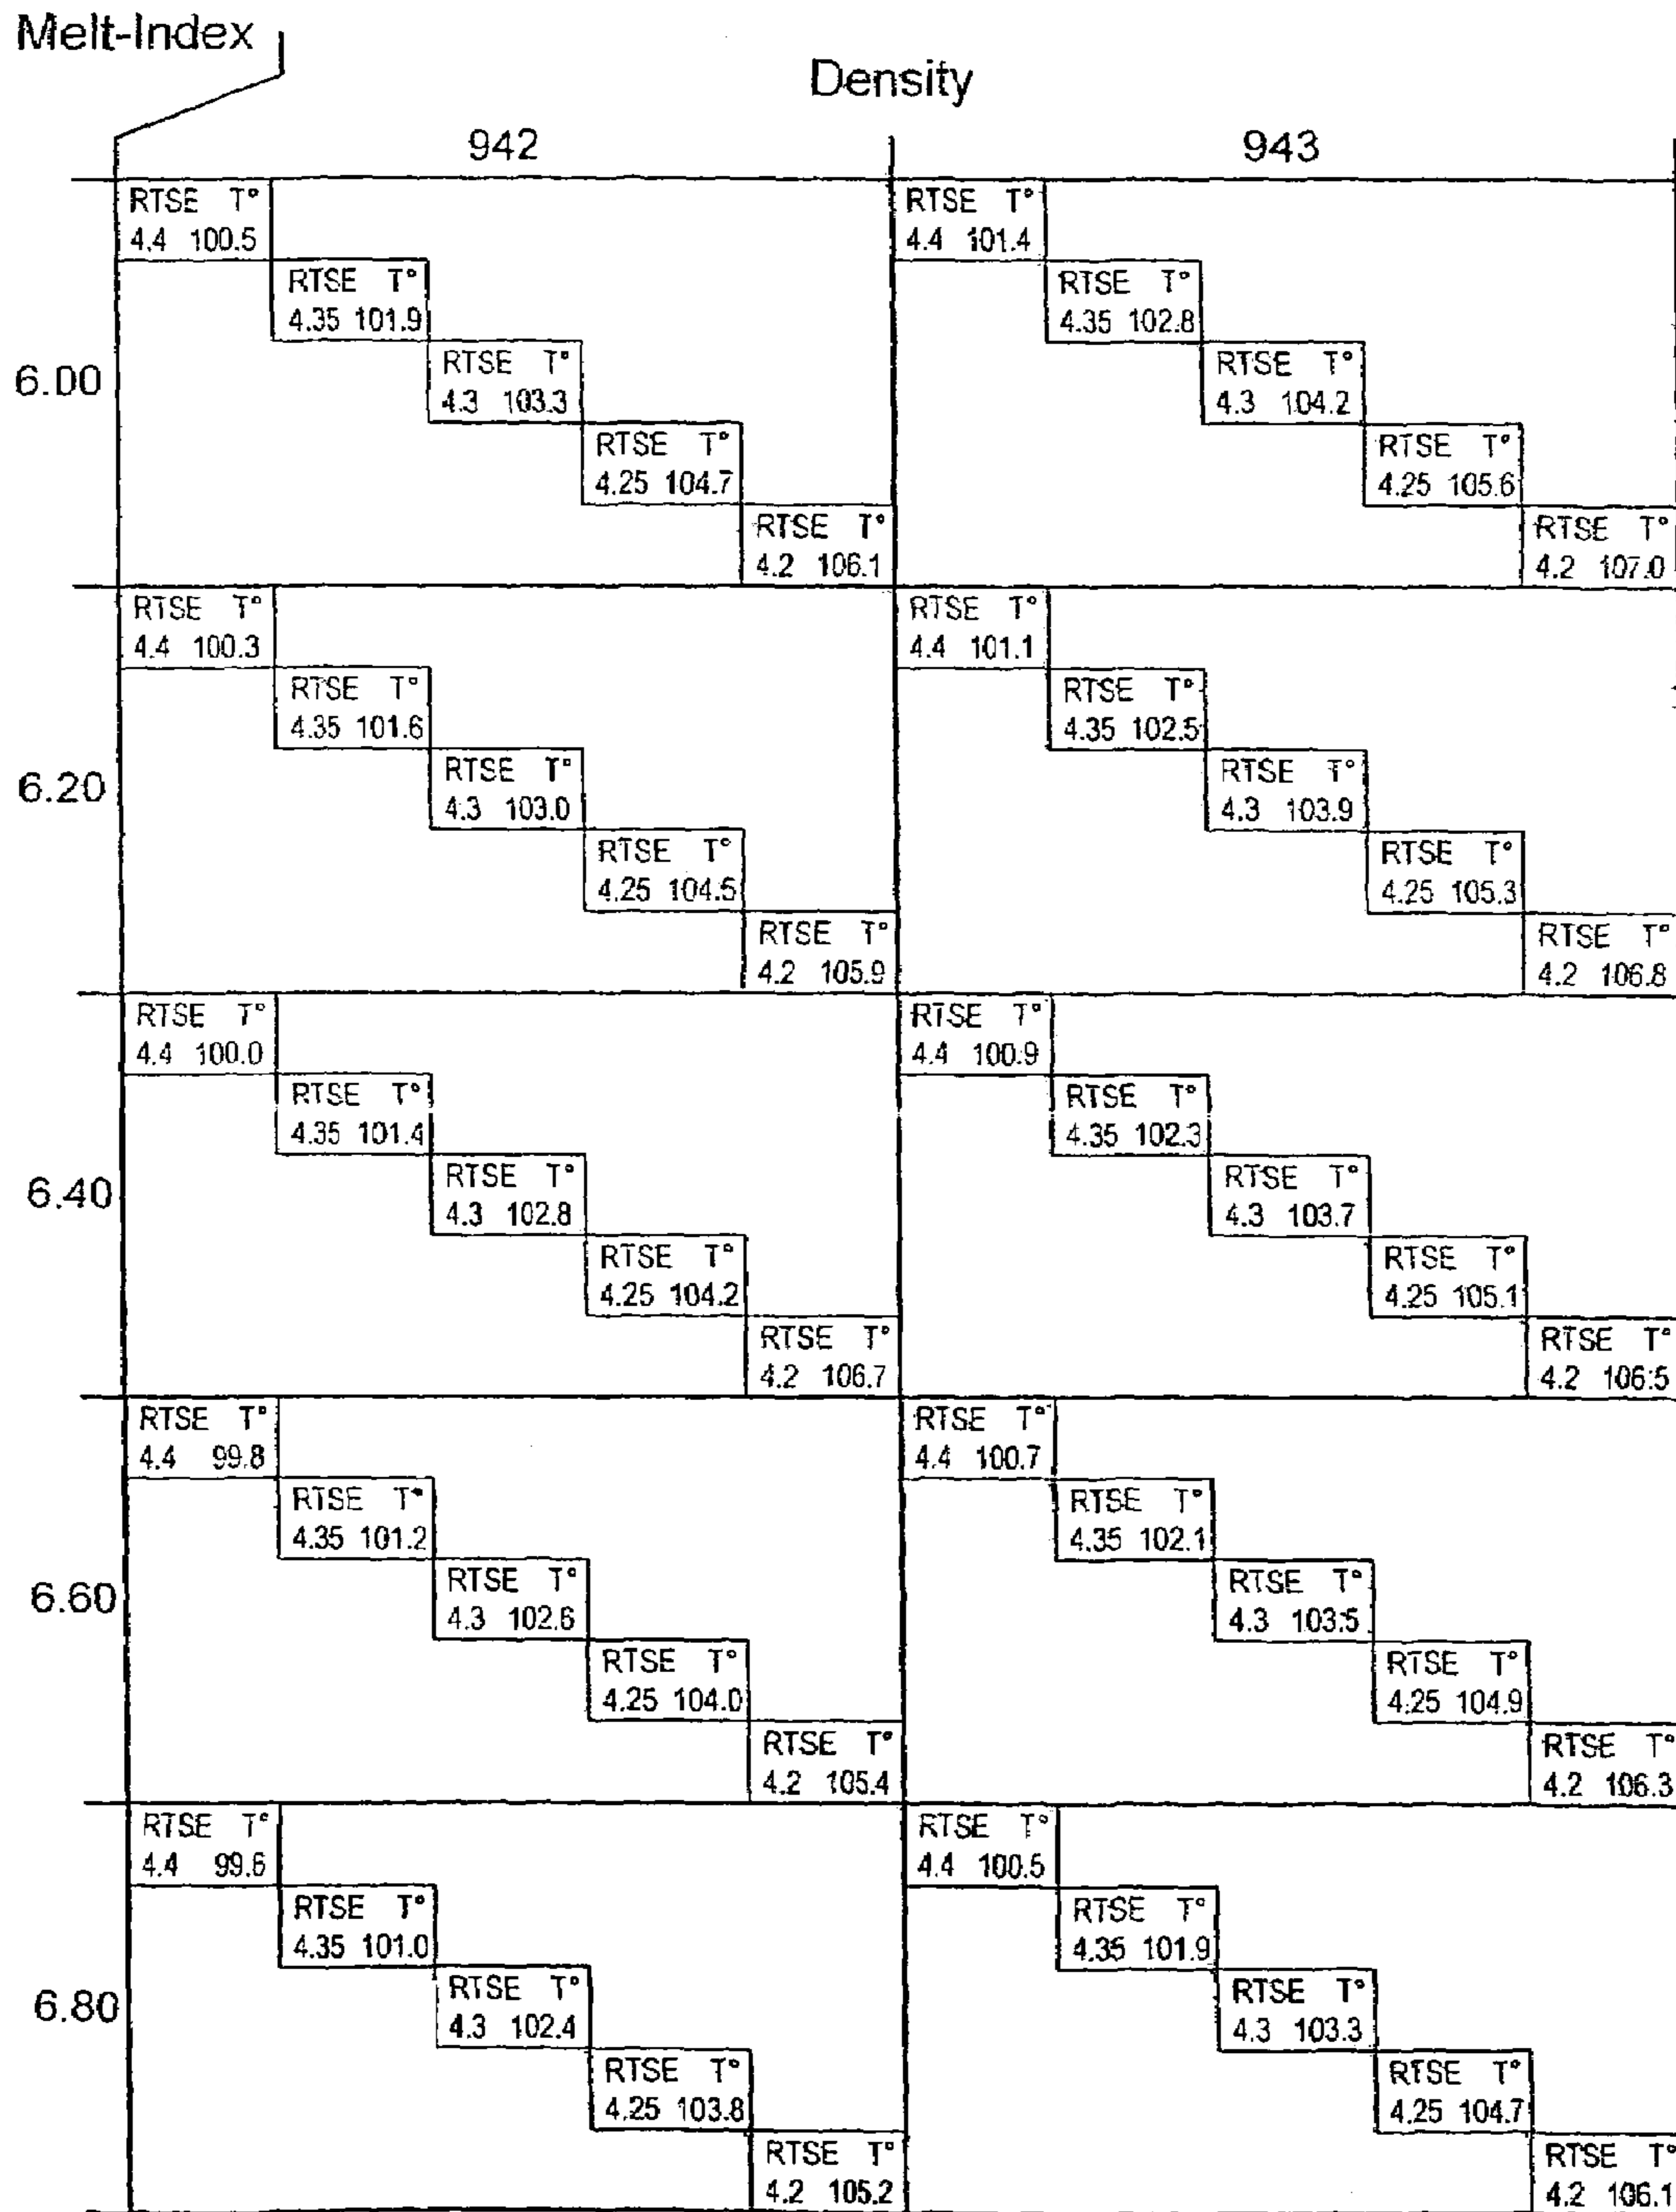 Melt-Index
Density
942 943
RTSE T° RTSE T°
4.4 100.5 4.4 101.4
RTSE T° RTSE T°
4.35 101.9 4.35 102.8
6.00
RTSE T° RTSE T°
4.3 103.3 4.3 104.2
RTSE T° RTSE T°
4.25 104.7 4.25 105.6
RTSE T° RTSE T°
4.2 106.1 4.2 107.0
RTSE T° RTSE T°
4.4 100.3 4.4 101.1
RTSE T° RTSE T°
4.35 101.6 4.35 102.5
6.20
RTSE T° RTSE T°
4.3 103.0 4.3 103.9
RTSE T° RTSE T°
4.25 104.5 4.25 105.3
RTSE T° RTSE T°
4.2 105.9 4.2 106.8
RTSE T° RTSE T°
4.4 100.0 4.4 100.9
RTSE T° RTSE T°
4.35 101.4 4.35 102.3
6.40
RTSE T° RTSE T°
4.3 102.8 4.3 103.7
RTSE T° RTSE T°
4.25 104.2 4.25 105.1
RTSE T° RTSE T°
4.2 106.7 4.2 106.5
RTSE T° RTSE T°
4.4 99.8 4.4 100.7
RTSE T° RTSE T°
4.35 101.2 4.35 102.1
6.60
RTSE T° RTSE T°
4.3 102.6 4.3 103.5
RTSE T° RTSE T°
4.25 104.0 4.25 104.9
RTSE T° RTSE T°
4.2 105.4 4.2 106.3
RTSE T° RTSE T°
4.4 99.6 4.4 100.5
RTSE T° RTSE T°
4.35 101.0 4.35 101.9
6.80
RTSE T° RTSE T°
4.3 102.4 4.3 103.3
RTSE T° RTSE T°
4.25 103.8 4.25 104.7
RTSE T° RTSE T°
4.2 105.2 4.2 106.1